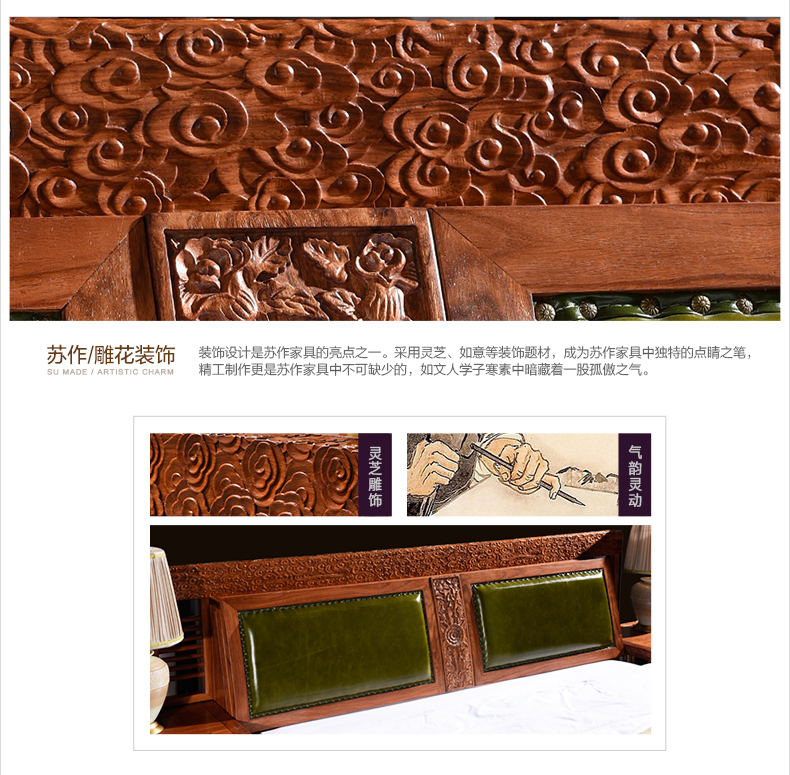 苏作/雕花装饰
SU MADE / ARTISTIC CHARM
装饰设计是苏作家具的亮点之一。采用灵芝、如意等装饰题材，成为苏作家具中独特的点睛之笔，
精工制作更是苏作家具中不可缺少的，如文人学子寒素中暗藏着一股孤傲之气。
灵芝雕饰
气韵灵动